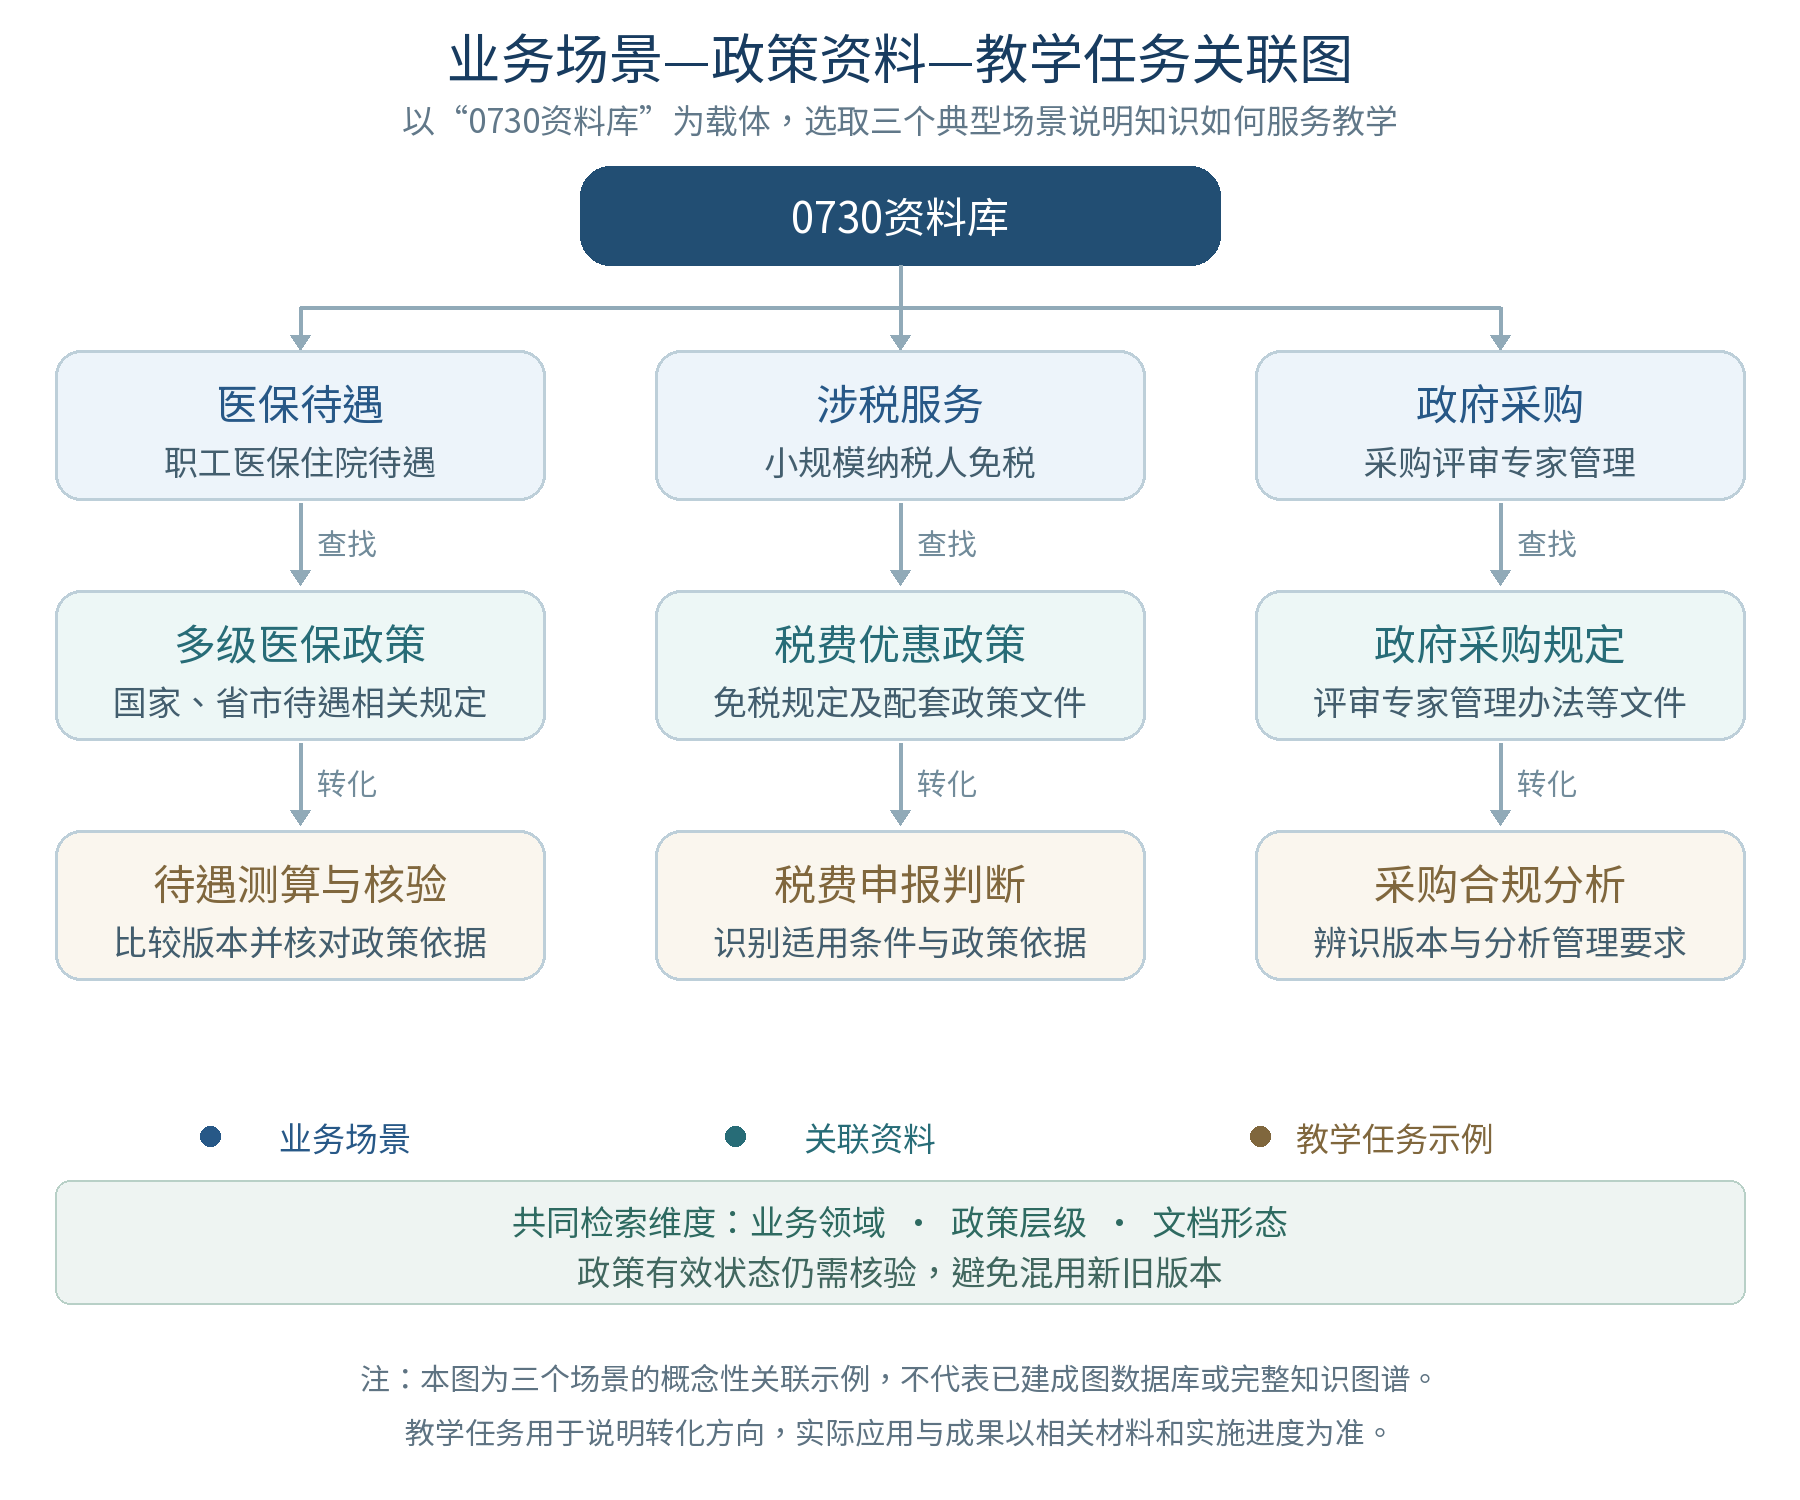 业务场景—政策资料—教学任务关联图
以“0730资料库”为载体，选取三个典型场景说明知识如何服务教学
0730资料库
医保待遇
职工医保住院待遇
涉税服务
小规模纳税人免税
政府采购
采购评审专家管理
查找
查找
查找
多级医保政策
国家、省市待遇相关规定
税费优惠政策
免税规定及配套政策文件
政府采购规定
评审专家管理办法等文件
转化
转化
转化
待遇测算与核验
比较版本并核对政策依据
税费申报判断
识别适用条件与政策依据
采购合规分析
辨识版本与分析管理要求
业务场景
关联资料
教学任务示例
共同检索维度：业务领域 · 政策层级 · 文档形态
政策有效状态仍需核验，避免混用新旧版本
注：本图为三个场景的概念性关联示例，不代表已建成图数据库或完整知识图谱。
教学任务用于说明转化方向，实际应用与成果以相关材料和实施进度为准。